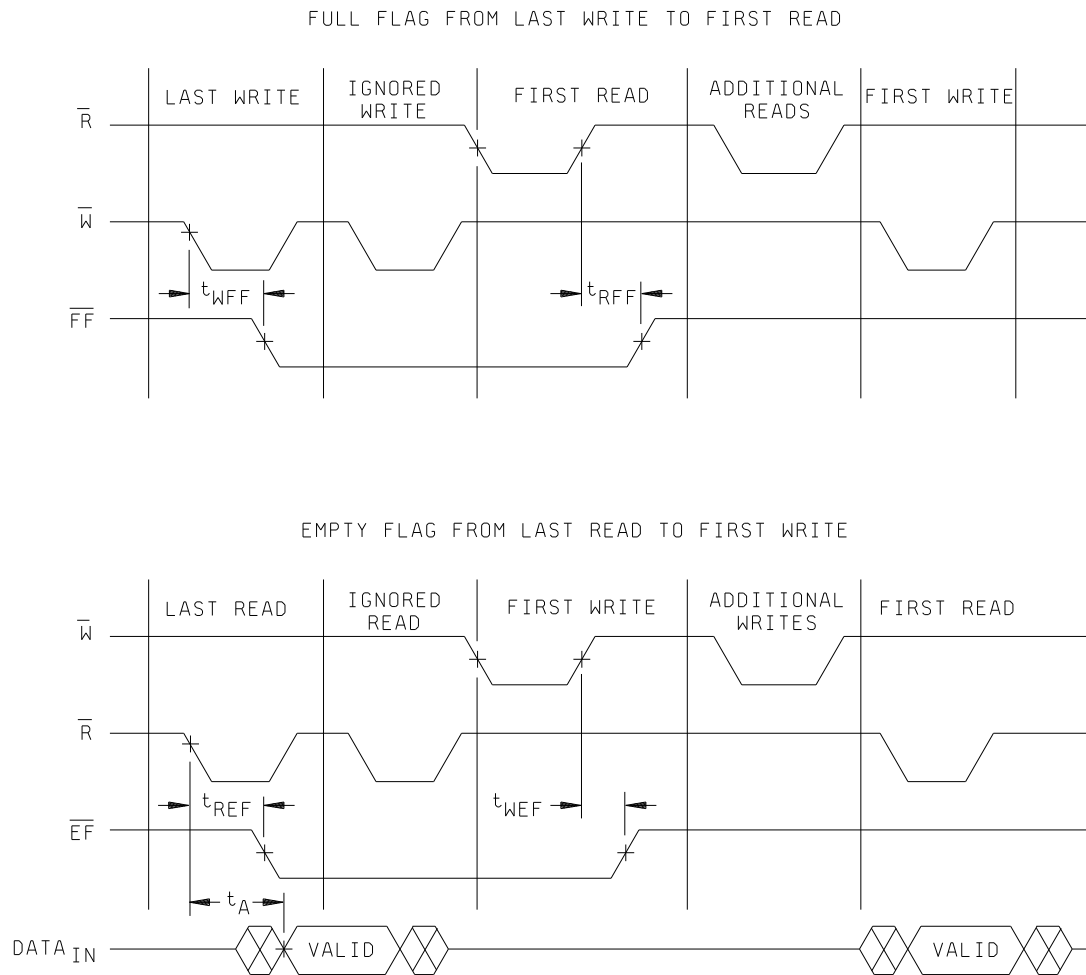 FULL FLAG FROM LAST WRITE TO FIRST READ
LAST WRITE
IGNORED
WRITE
FIRST READ
ADDITIONAL
READS
FIRST WRITE
R̅
W̅
tWFF
tRFF
F̅F̅
EMPTY FLAG FROM LAST READ TO FIRST WRITE
LAST READ
IGNORED
READ
FIRST WRITE
ADDITIONAL
WRITES
FIRST READ
W̅
R̅
tREF
tWEF
E̅F̅
tA
DATA IN
VALID
VALID